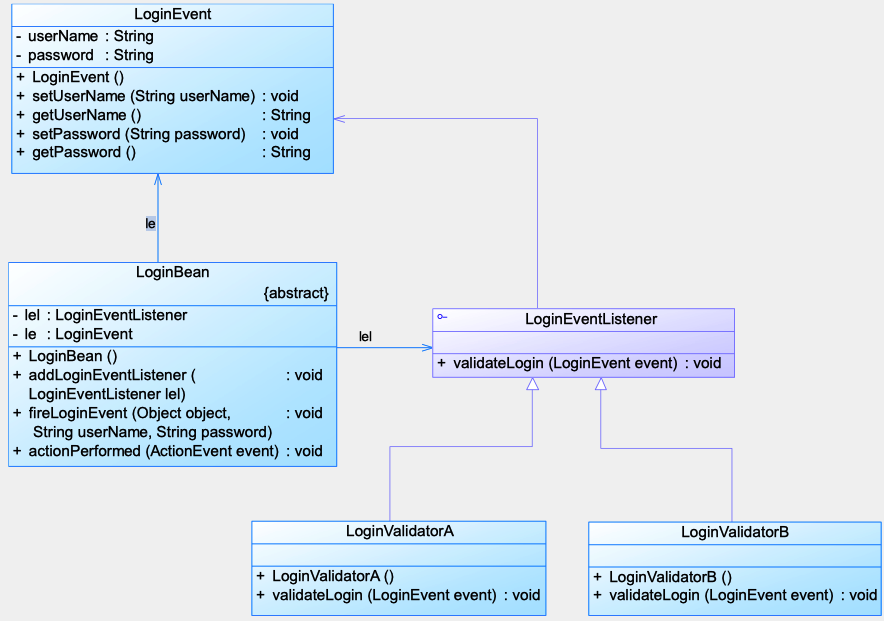 LoginEvent
- userName : String
- password : String
+ LoginEvent ()
+ setUserName (String userName) : void
+ getUserName () : String
+ setPassword (String password) : void
+ getPassword () : String
le
LoginBean
{abstract}
- lel : LoginEventListener
- le : LoginEvent
+ LoginBean ()
+ addLoginEventListener ( : void
LoginEventListener lel)
+ fireLoginEvent (Object object, : void
String userName, String password)
+ actionPerformed (ActionEvent event) : void
lel
LoginEventListener
+ validateLogin (LoginEvent event) : void
LoginValidatorA
+ LoginValidatorA ()
+ validateLogin (LoginEvent event) : void
LoginValidatorB
+ LoginValidatorB ()
+ validateLogin (LoginEvent event) : void